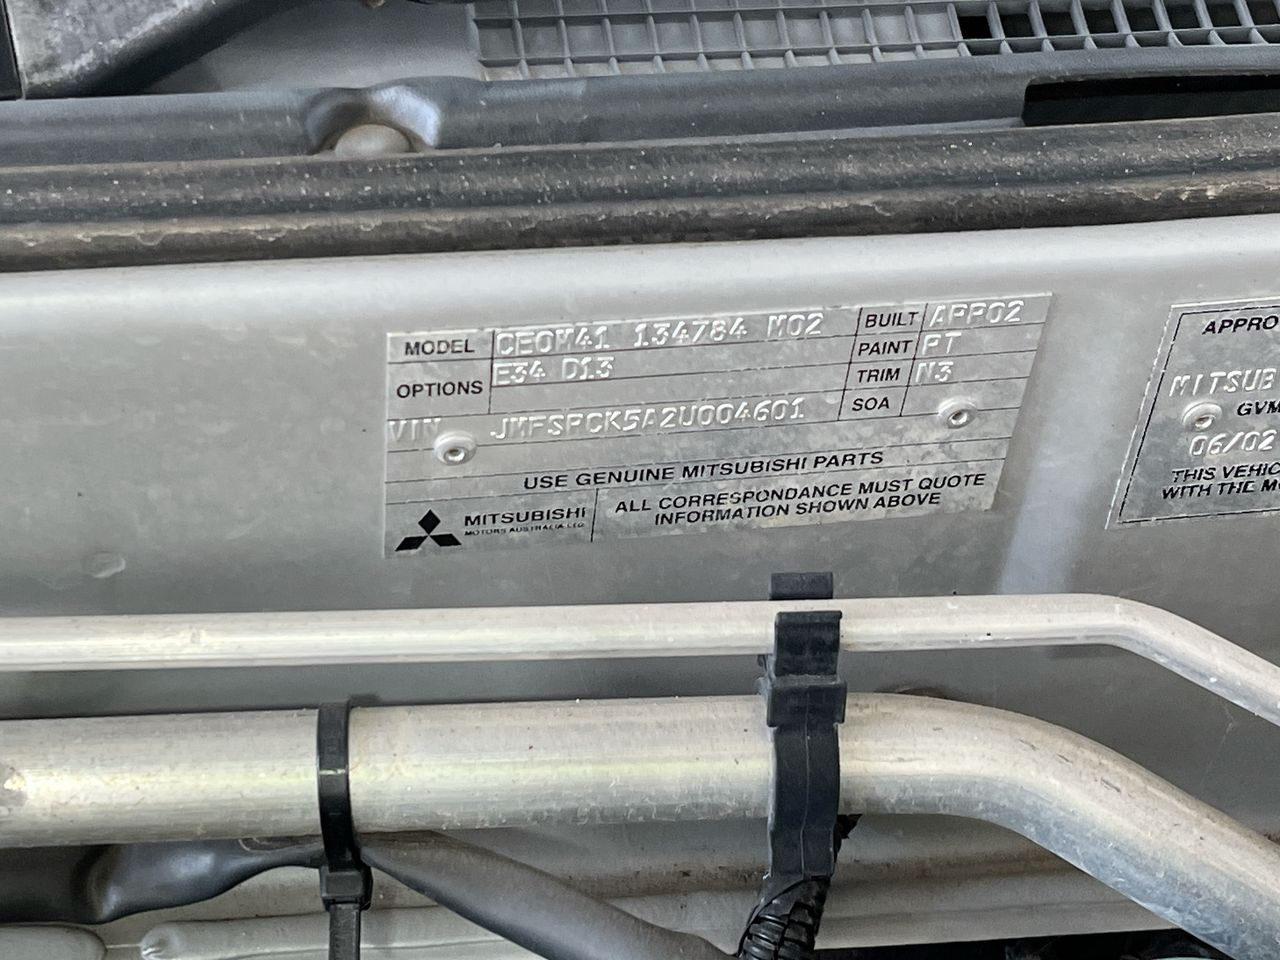 MODEL CE0M41 134784 M02 BUILT APP02
OPTIONS E34 D13 PAINT PT
TRIM N3
VIN JMFSPCK5A2U004601 SOA
USE GENUINE MITSUBISHI PARTS
MITSUBISHI
MOTORS AUSTRALIA LTD
ALL CORRESPONDANCE MUST QUOTE
INFORMATION SHOWN ABOVE
APPRO
MITSUB
GVM
06/02
THIS VEHIC
WITH THE M